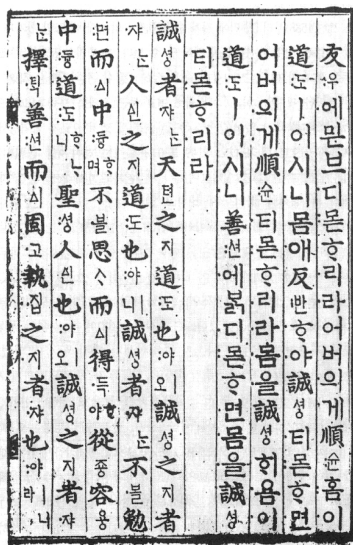 友우에믿브디몯ᄒᆞ리라어버의게順슌홈이
道도ㅣ이시니몸애反반ᄒᆞ야誠셩티몯ᄒᆞ면
어버의게順슌티몯ᄒᆞ리라몸을誠셩히욤이
道도ㅣ이시니善션에ᄇᆞᆰ디몯ᄒᆞ면몸을誠셩
티몯ᄒᆞ리라
誠셩者쟈ᄂᆞᆫ天텬之지道도也야ㅣ오誠셩之지者
쟈ᄂᆞᆫ人ᅀᅵᆫ之지道도也야ㅣ니誠셩者쟈ᄂᆞᆫ不블勉
면而ᅀᅵ中듕ᄒᆞ며不블思ᄉᆞ而ᅀᅵ得득ᄒᆞ야從죵容용
中듕道도ᄒᆞᄂᆞ니聖셩人ᅀᅵᆫ也야ㅣ오誠셩之지者쟈
ᄂᆞᆫ擇ᄐᆡᆨ善션而ᅀᅵ固고執집之지者쟈也야ㅣ니라